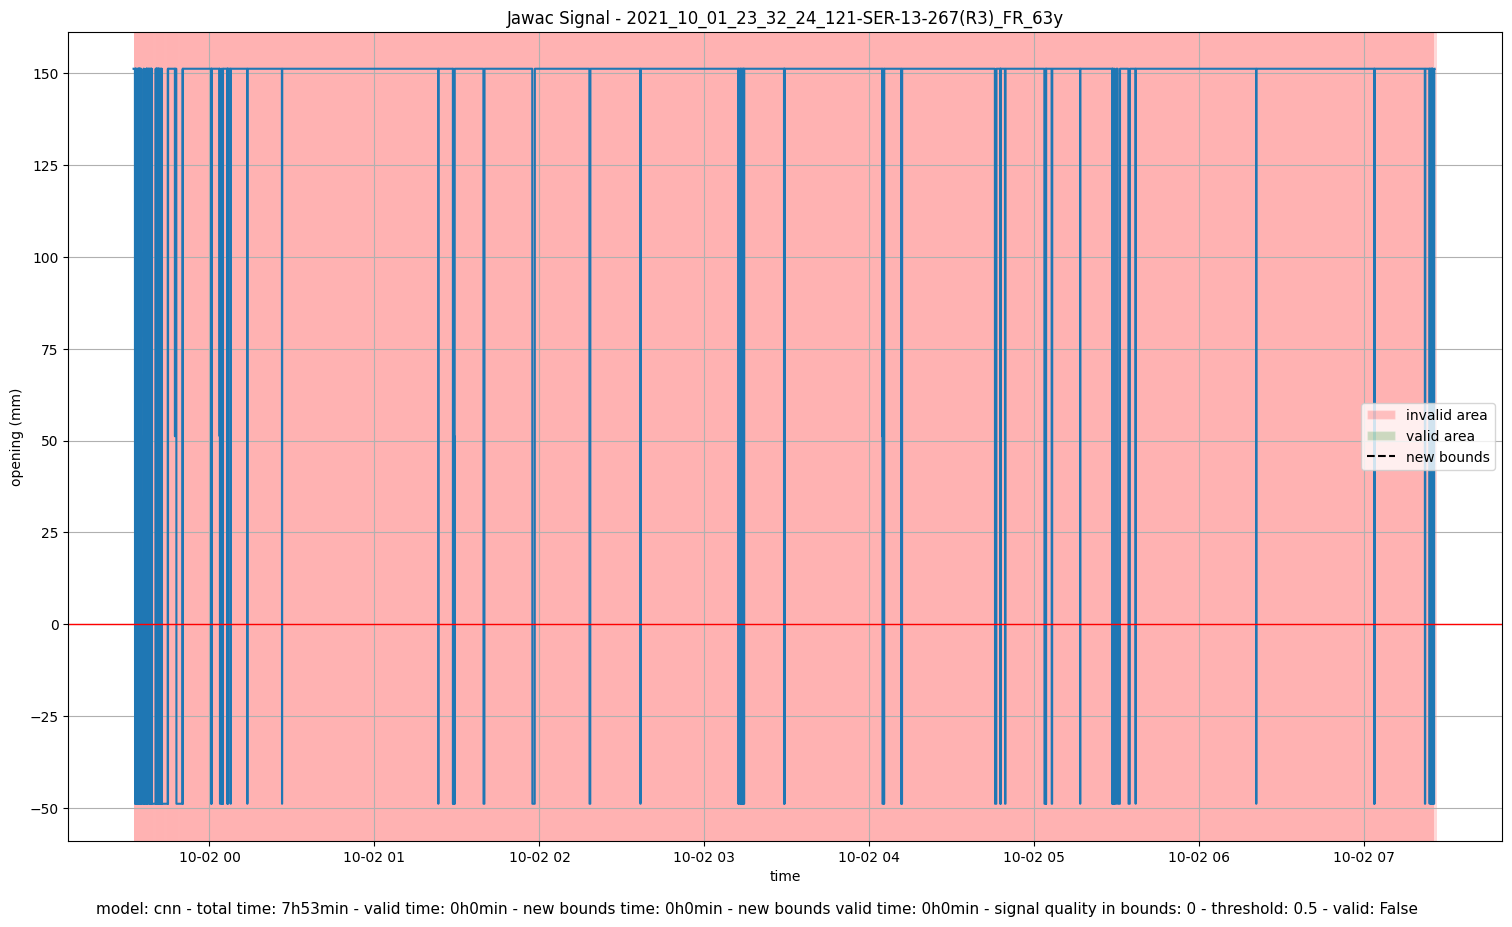 Jawac Signal - 2021_10_01_23_32_24_121-SER-13-267(R3)_FR_63y
150
125
100
75
50
25
0
−25
−50
opening (mm)
invalid area
valid area
new bounds
10-02 00
10-02 01
10-02 02
10-02 03
10-02 04
10-02 05
10-02 06
10-02 07
time
model: cnn - total time: 7h53min - valid time: 0h0min - new bounds time: 0h0min - new bounds valid time: 0h0min - signal quality in bounds: 0 - threshold: 0.5 - valid: False